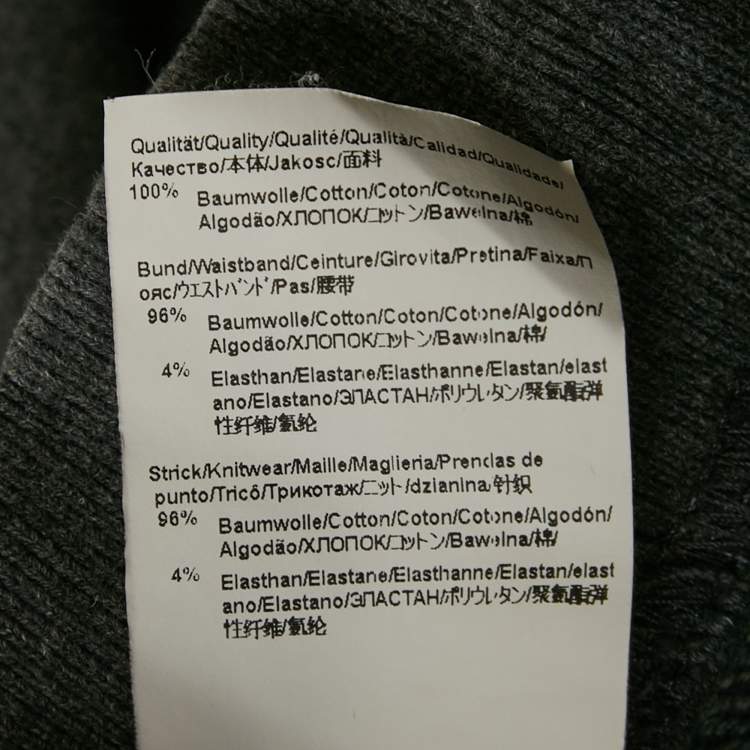 Qualität/Quality/Qualité/Qualità/Calidad/Qualidade/
Качество/本体/Jakosc/面料
100% Baumwolle/Cotton/Coton/Cotone/Algodón/
Algodão/ХЛОПОК/コットン/Bawelna/棉
Bund/Waistband/Ceinture/Girovita/Pretina/Faixa/П
ояс/ウエストバンド/Pas/腰带
96% Baumwolle/Cotton/Coton/Cotone/Algodón/
Algodão/ХЛОПОК/コットン/Bawelna/棉/
4% Elasthan/Elastane/Elasthanne/Elastan/elast
ano/Elastano/ЭЛАСТАН/ポリウレタン/聚氨酯弹
性纤维/氨纶
Strick/Knitwear/Maille/Maglieria/Prendas de
punto/Tricô/Трикотаж/ニット/dzianina/针织
96% Baumwolle/Cotton/Coton/Cotone/Algodón/
Algodão/ХЛОПОК/コットン/Bawelna/棉/
4% Elasthan/Elastane/Elasthanne/Elastan/elast
ano/Elastano/ЭЛАСТАН/ポリウレタン/聚氨酯弹
性纤维/氨纶